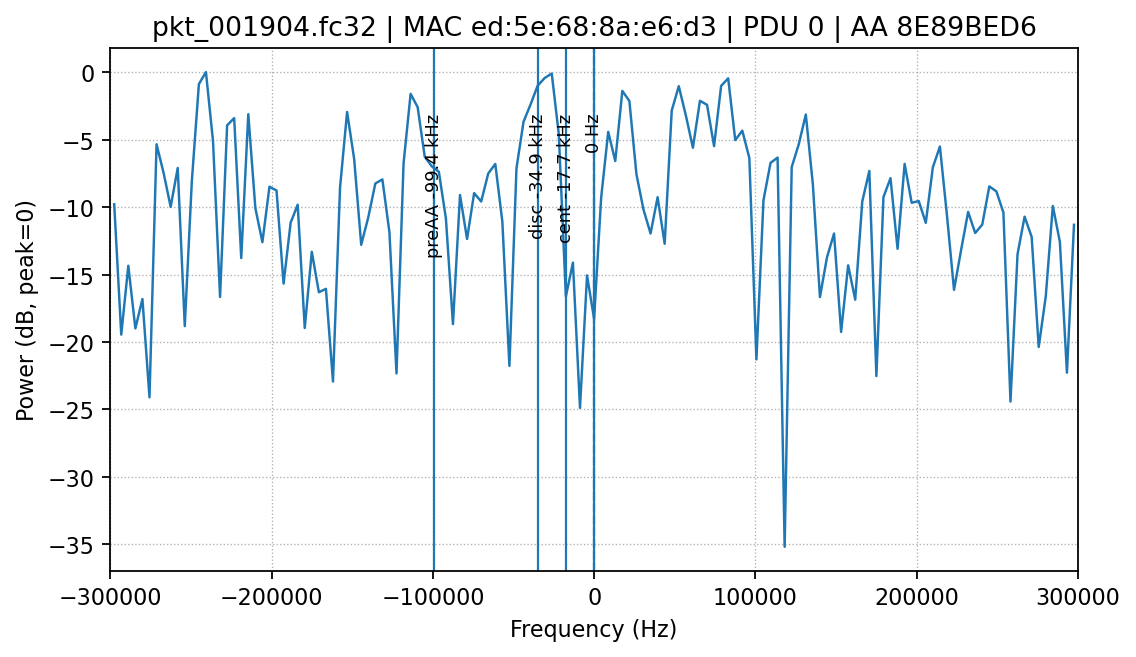 pkt_001904.fc32 | MAC ed:5e:68:8a:e6:d3 | PDU 0 | AA 8E89BED6
Power (dB, peak=0)
0
−5
−10
−15
−20
−25
−30
−35
preAA -99.4 kHz
disc -34.9 kHz
cent -17.7 kHz
0 Hz
−300000
−200000
−100000
0
100000
200000
300000
Frequency (Hz)